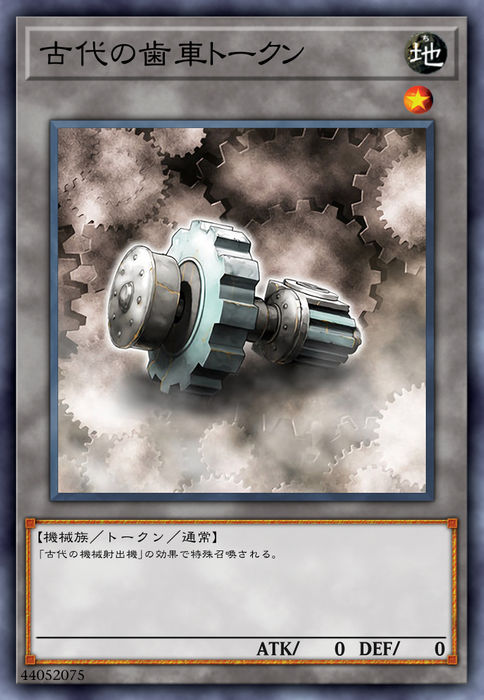 古代の歯車トークン
ち
地
【機械族／トークン／通常】
「古代の機械射出機」の効果で特殊召喚される。
ATK/ 0 DEF/ 0
44052075